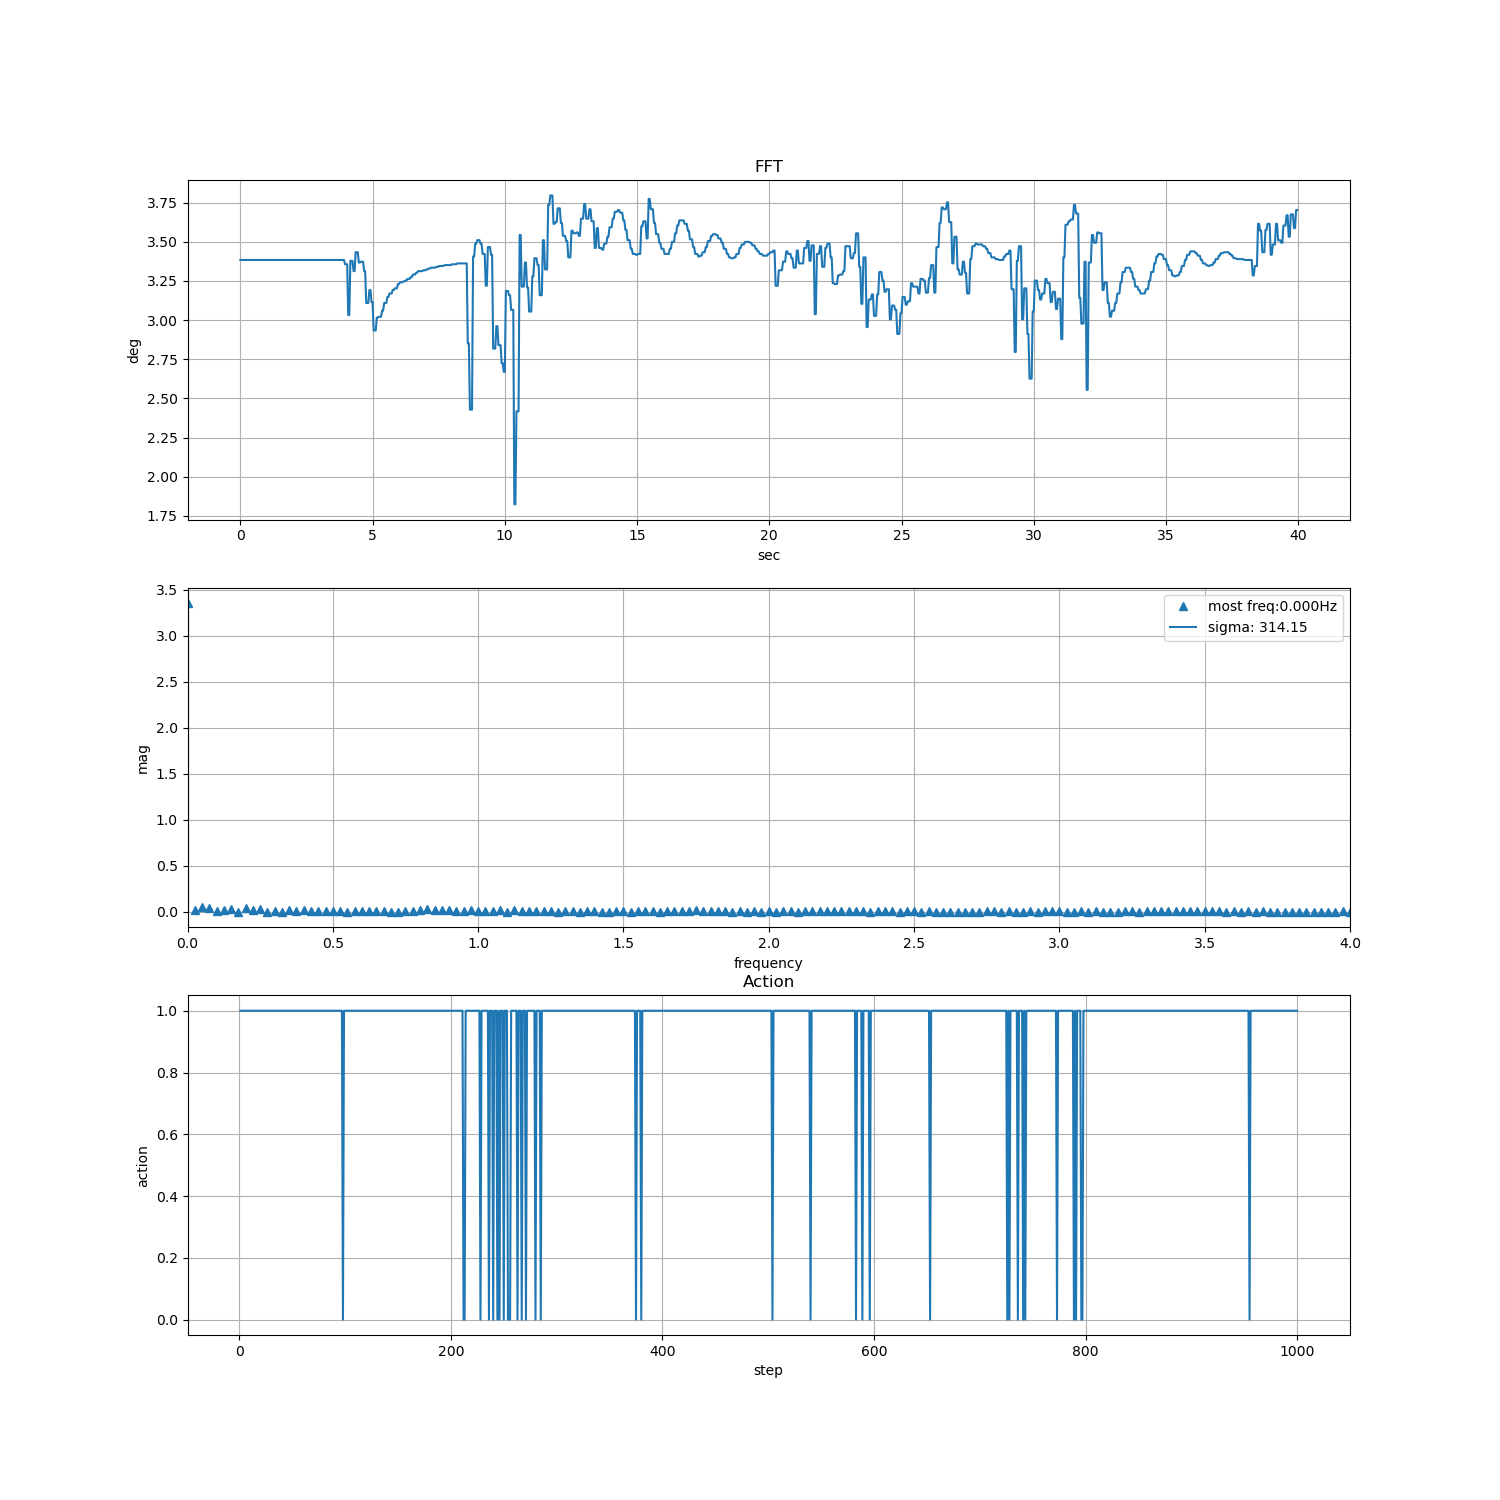 FFT
3.75
3.50
3.25
3.00
2.75
2.50
2.25
2.00
1.75
deg
0 5 10 15 20 25 30 35 40
sec
3.5
3.0
2.5
2.0
1.5
1.0
0.5
0.0
mag
most freq:0.000Hz
sigma: 314.15
0.0 0.5 1.0 1.5 2.0 2.5 3.0 3.5 4.0
frequency
Action
1.0
0.8
0.6
0.4
0.2
0.0
action
0 200 400 600 800 1000
step